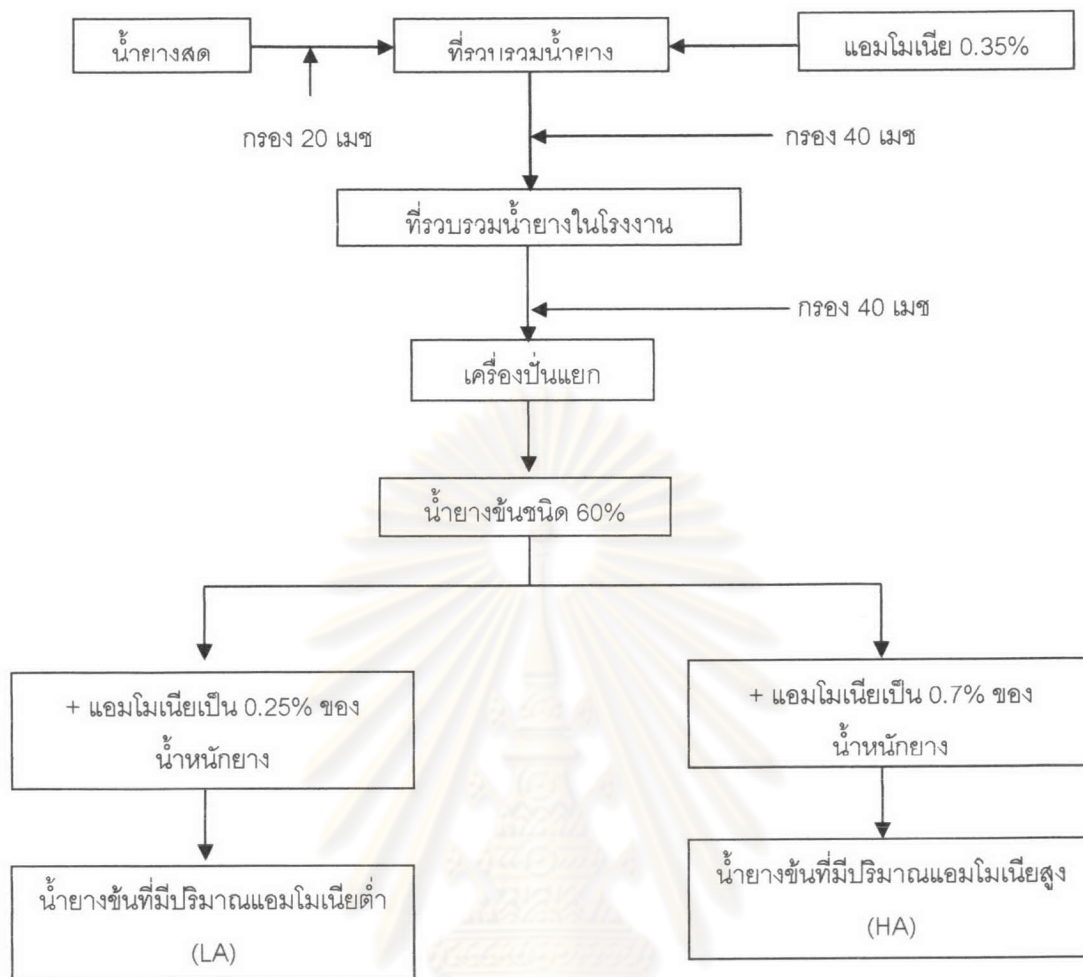 น้ำยางสด
ที่รวบรวมน้ำยาง
แอมโมเนีย 0.35%
กรอง 20 เมช
กรอง 40 เมช
ที่รวบรวมน้ำยางในโรงงาน
กรอง 40 เมช
เครื่องปั่นแยก
น้ำยางข้นชนิด 60%
+ แอมโมเนียเป็น 0.25% ของ
น้ำหนักยาง
+ แอมโมเนียเป็น 0.7% ของ
น้ำหนักยาง
น้ำยางข้นที่มีปริมาณแอมโมเนียต่ำ
(LA)
น้ำยางข้นที่มีปริมาณแอมโมเนียสูง
(HA)